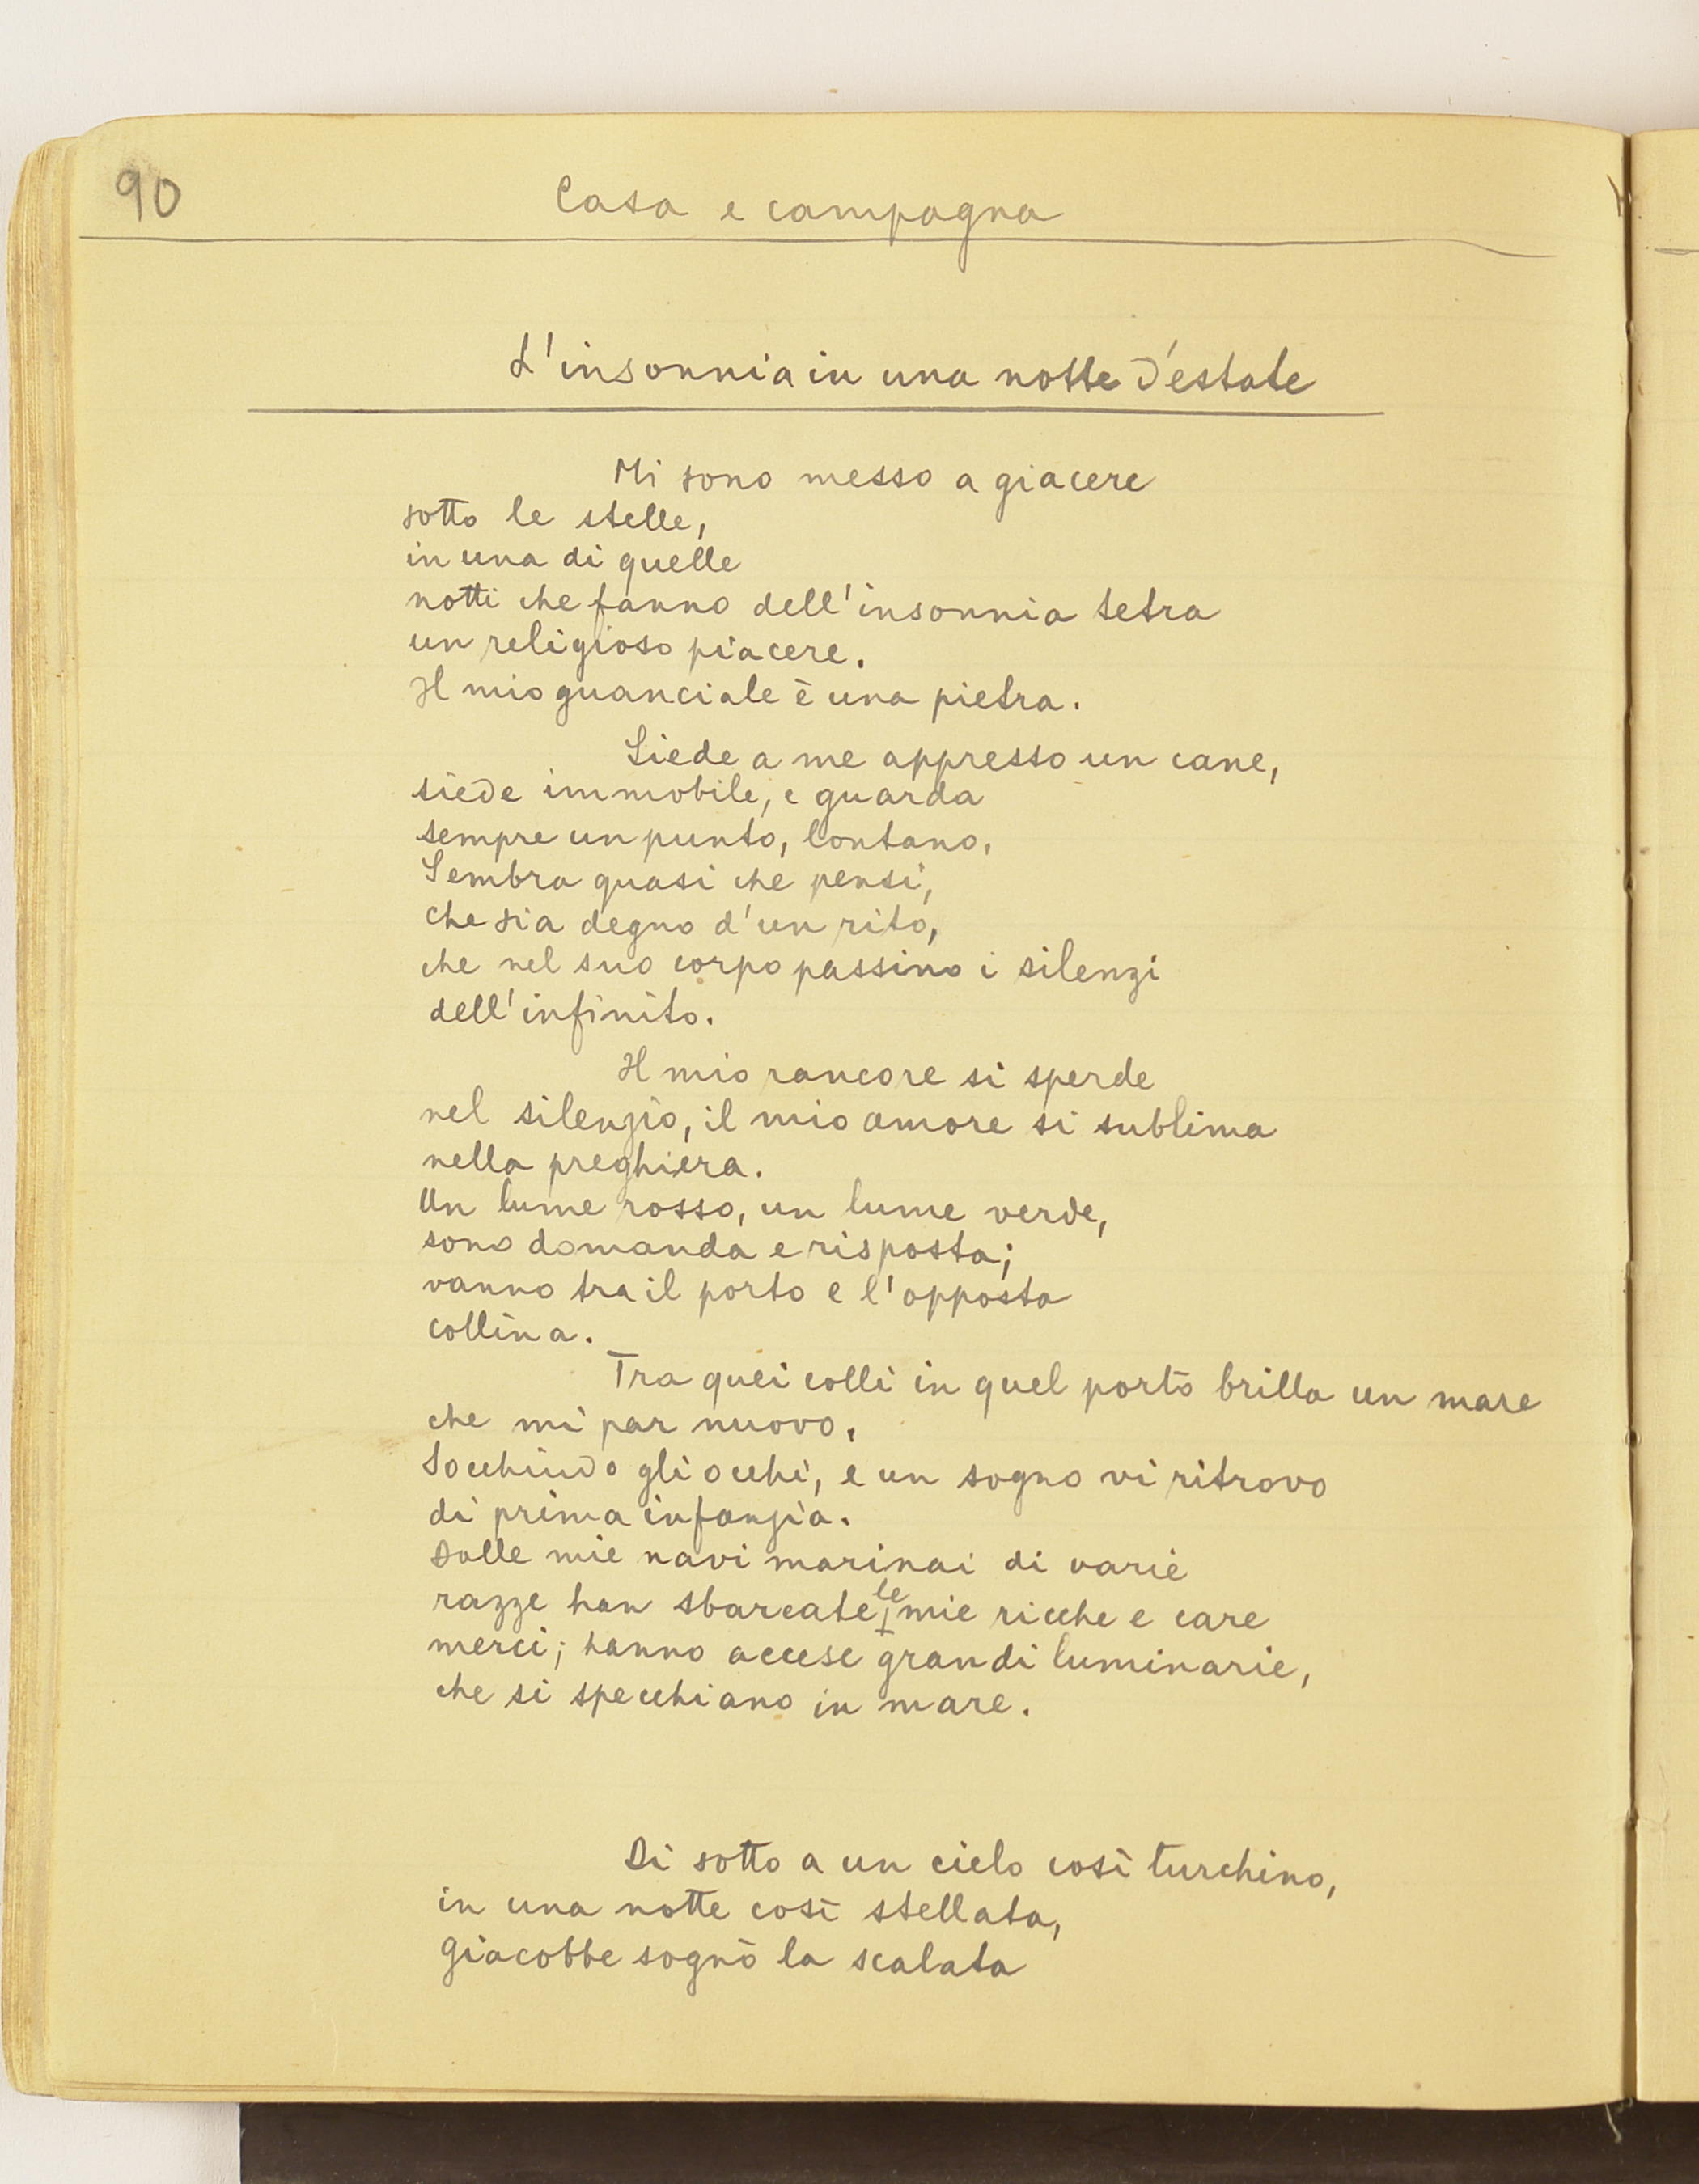 90
Casa e campagna
L'insonnia in una notte d'estate
Mi sono messo a giacere
sotto le stelle,
in una di quelle
notti che fanno dell'insonnia tetra
un religioso piacere.
Il mio guanciale è una pietra.
Siede a me appresso un cane,
siede immobile, e guarda
sempre un punto, lontano.
Sembra quasi che pensi,
che sia degno d'un rito,
che nel suo corpo passino i silenzi
dell'infinito.
Il mio rancore si sperde
nel silenzio, il mio amore si sublima
nella preghiera.
Un lume rosso, un lume verde,
sono domanda e risposta;
vanno tra il porto e l'opposta
collina.
Tra quei colli in quel porto brilla un mare
che mi par nuovo.
Socchiudo gli occhi, e un sogno vi ritrovo
di prima infanzia.
Dalle mie navi marinai di varie
razze han sbarcate le mie ricche e care
merci; hanno accese grandi luminarie,
che si specchiano in mare.
Di sotto a un cielo così turchino,
in una notte così stellata,
Giacobbe sognò la scalata